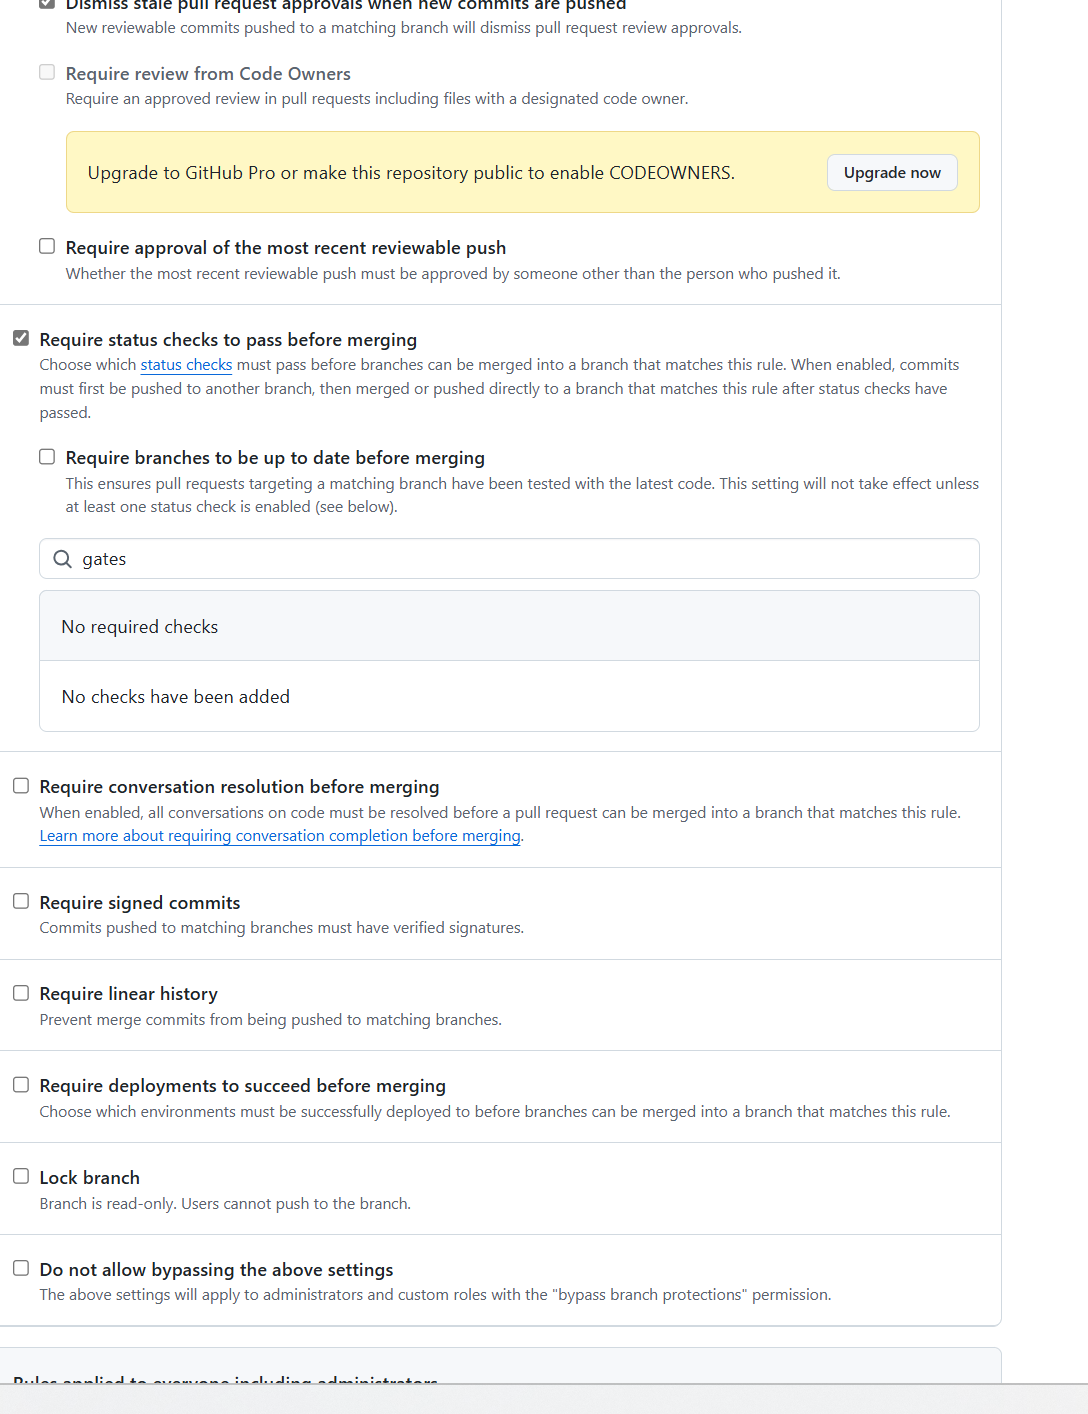 Dismiss stale pull request approvals when new commits are pushed
New reviewable commits pushed to a matching branch will dismiss pull request review approvals.
Require review from Code Owners
Require an approved review in pull requests including files with a designated code owner.
Upgrade to GitHub Pro or make this repository public to enable CODEOWNERS.
Upgrade now
Require approval of the most recent reviewable push
Whether the most recent reviewable push must be approved by someone other than the person who pushed it.
Require status checks to pass before merging
Choose which status checks must pass before branches can be merged into a branch that matches this rule. When enabled, commits
must first be pushed to another branch, then merged or pushed directly to a branch that matches this rule after status checks have
passed.
Require branches to be up to date before merging
This ensures pull requests targeting a matching branch have been tested with the latest code. This setting will not take effect unless
at least one status check is enabled (see below).
gates
No required checks
No checks have been added
Require conversation resolution before merging
When enabled, all conversations on code must be resolved before a pull request can be merged into a branch that matches this rule.
Learn more about requiring conversation completion before merging.
Require signed commits
Commits pushed to matching branches must have verified signatures.
Require linear history
Prevent merge commits from being pushed to matching branches.
Require deployments to succeed before merging
Choose which environments must be successfully deployed to before branches can be merged into a branch that matches this rule.
Lock branch
Branch is read-only. Users cannot push to the branch.
Do not allow bypassing the above settings
The above settings will apply to administrators and custom roles with the "bypass branch protections" permission.
Rules applied to everyone including administrators